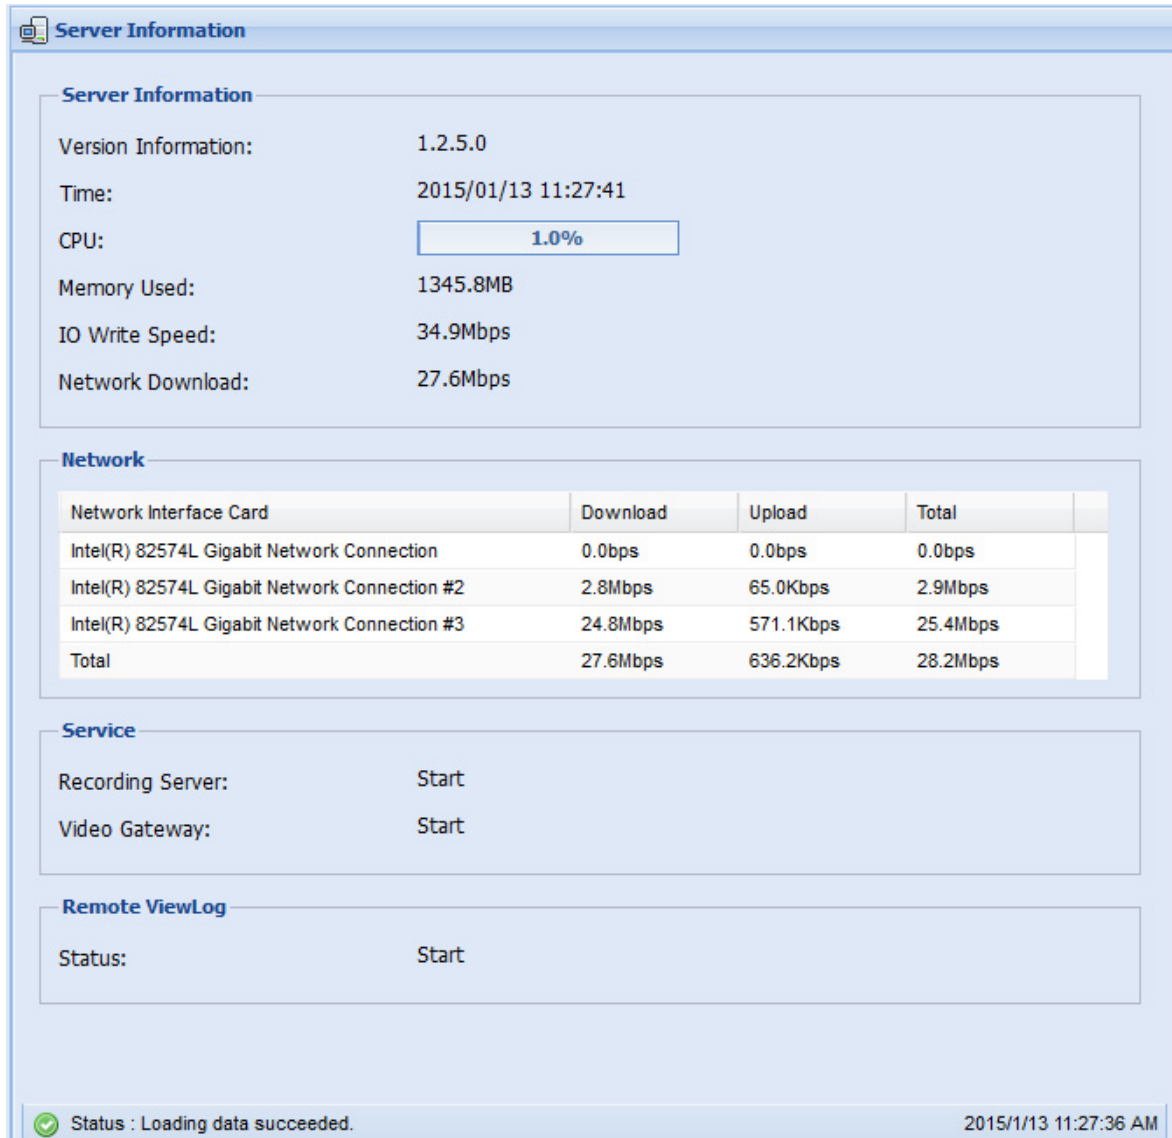 Server Information
Server Information
Version Information: 1.2.5.0
Time: 2015/01/13 11:27:41
CPU: 1.0%
Memory Used: 1345.8MB
IO Write Speed: 34.9Mbps
Network Download: 27.6Mbps
Network
Network Interface Card Download Upload Total
Intel(R) 82574L Gigabit Network Connection 0.0bps 0.0bps 0.0bps
Intel(R) 82574L Gigabit Network Connection #2 2.8Mbps 65.0Kbps 2.9Mbps
Intel(R) 82574L Gigabit Network Connection #3 24.8Mbps 571.1Kbps 25.4Mbps
Total 27.6Mbps 636.2Kbps 28.2Mbps
Service
Recording Server: Start
Video Gateway: Start
Remote ViewLog
Status: Start
Status : Loading data succeeded. 2015/1/13 11:27:36 AM